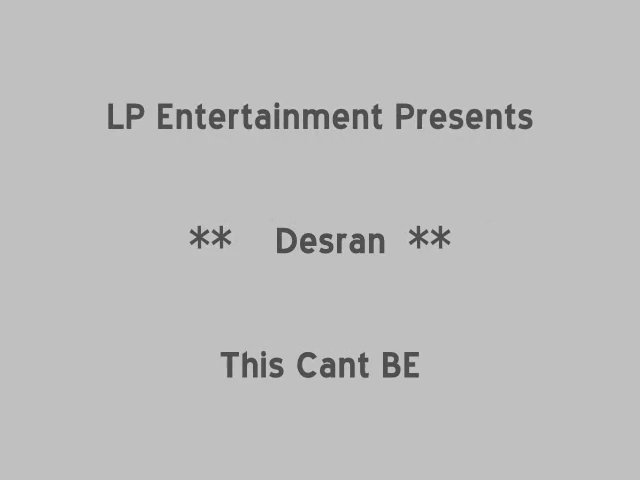 LP Entertainment Presents
**   Desran  **
This Cant BE